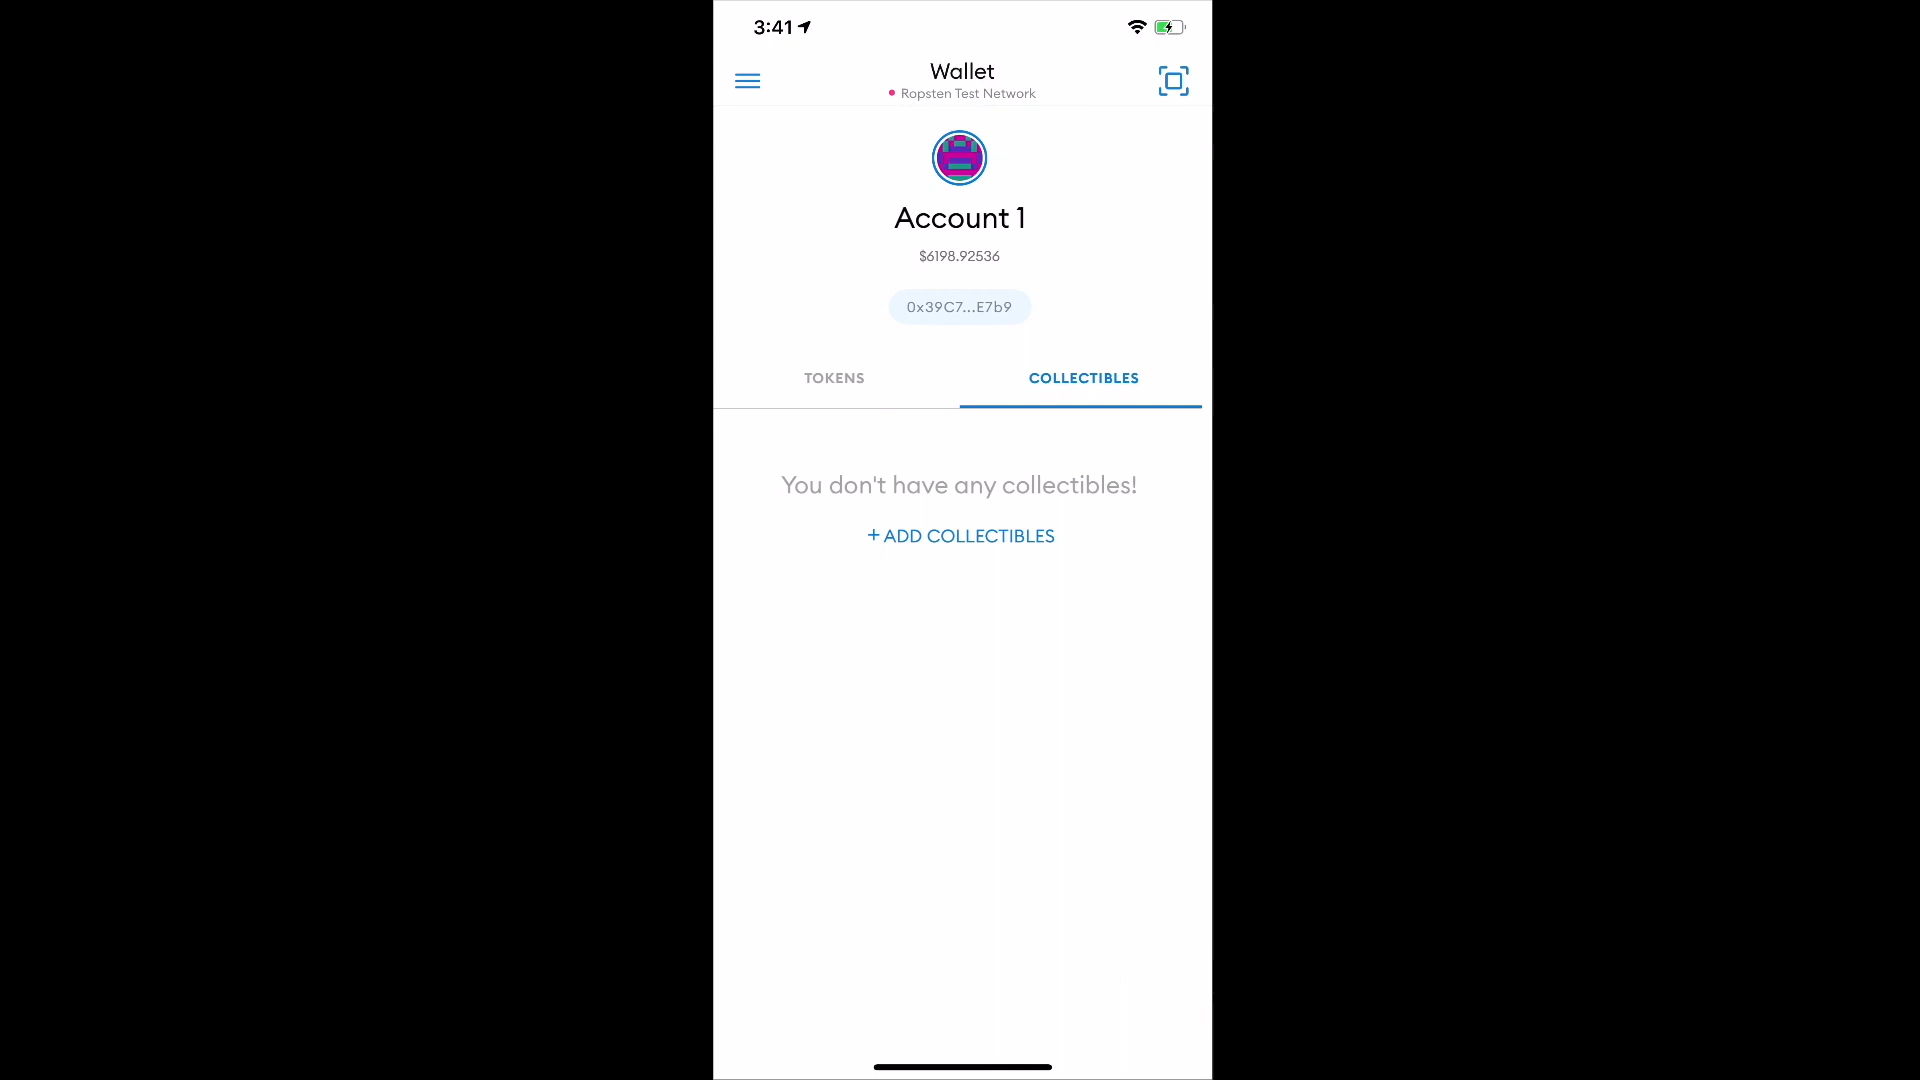 3:41
Wallet
Ropsten Test Network
Account 1
$6198.92536
0x39C7...E7b9
TOKENS
COLLECTIBLES
You don't have any collectibles!
+ ADD COLLECTIBLES